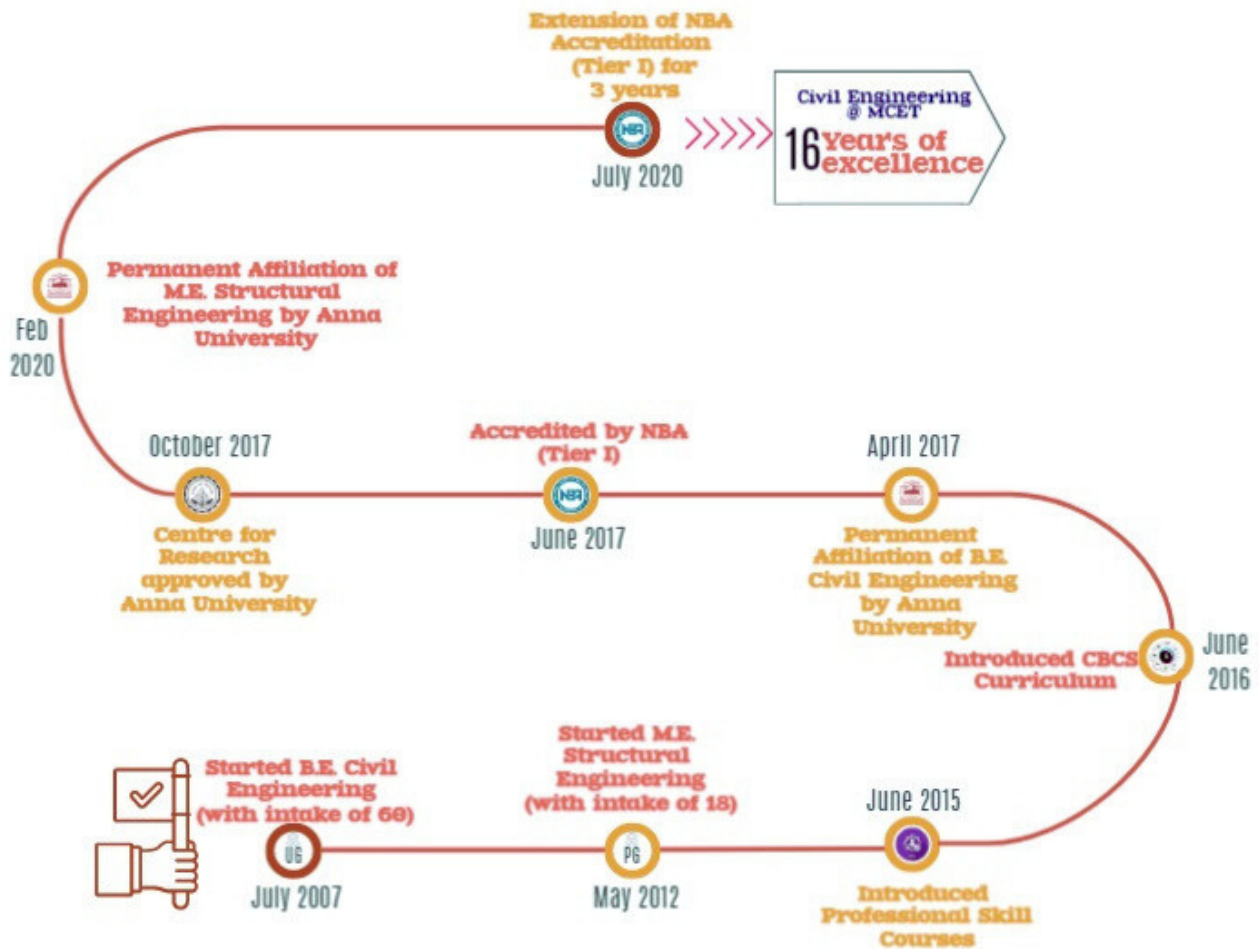 Extension of NBA
Accreditation
(Tier I) for
3 years
NBA
July 2020
Civil Engineering
@ MCET
16 Years of
excellence
Permanent Affiliation of
M.E. Structural
Engineering by Anna
University
Feb
2020
October 2017
Centre for
Research
approved by
Anna University
Accredited by NBA
(Tier I)
NBA
June 2017
April 2017
Permanent
Affiliation of B.E.
Civil Engineering
by Anna
University
Introduced CBCS
Curriculum
June
2016
Started B.E. Civil
Engineering
(with intake of 60)
UG
July 2007
Started M.E.
Structural
Engineering
(with intake of 18)
PG
May 2012
June 2015
Introduced
Professional Skill
Courses